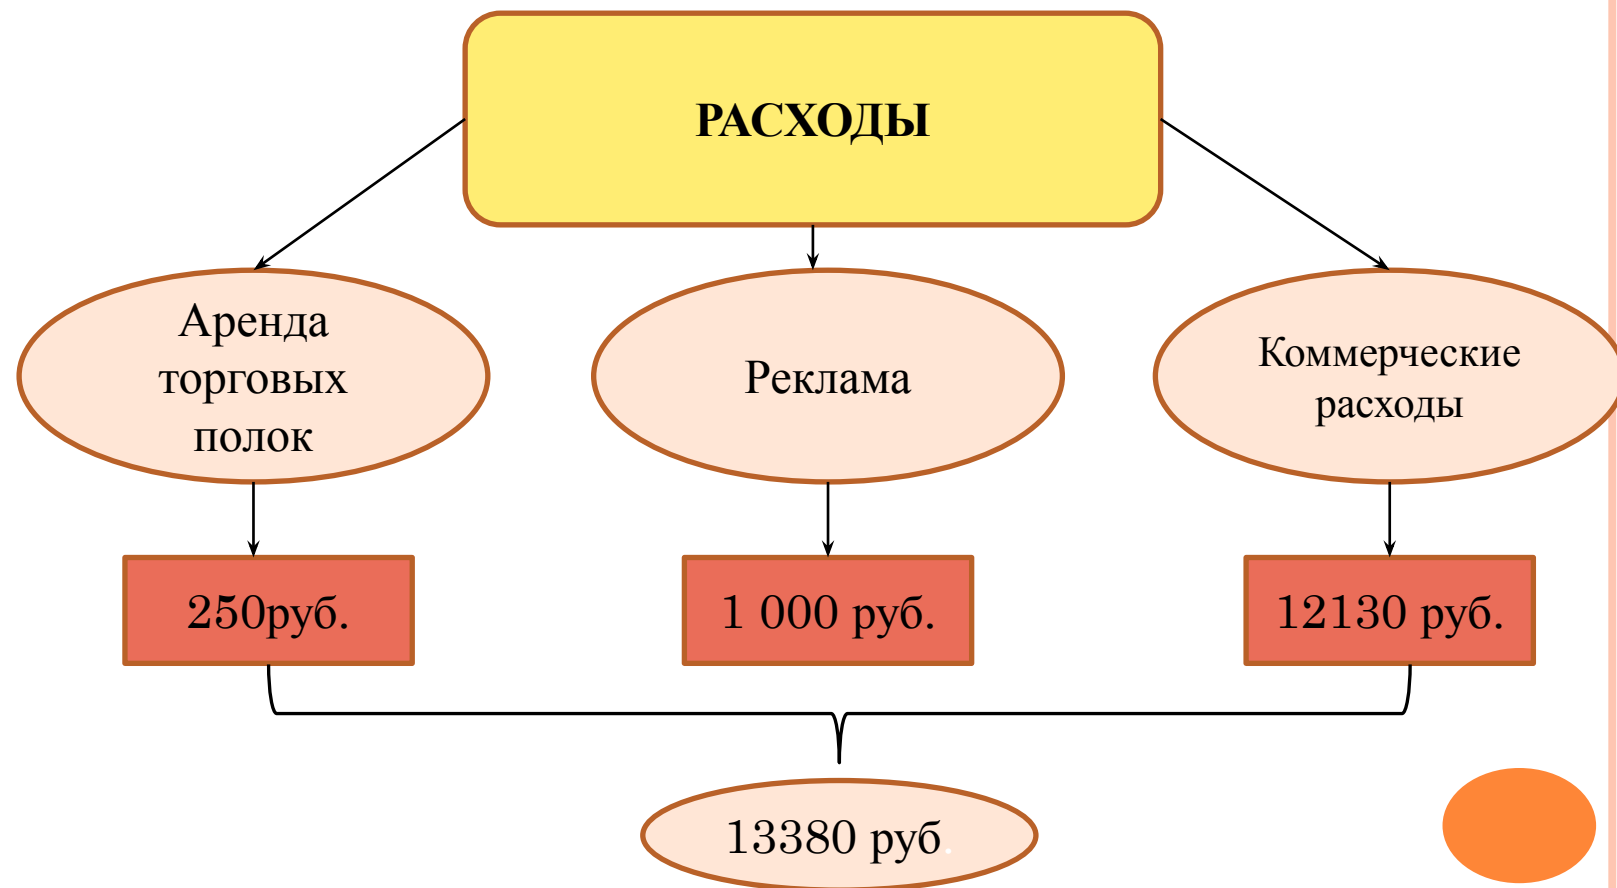 РАСХОДЫ
Аренда
торговых
полок
Реклама
Коммерческие
расходы
250руб.
1 000 руб.
12130 руб.
13380 руб.